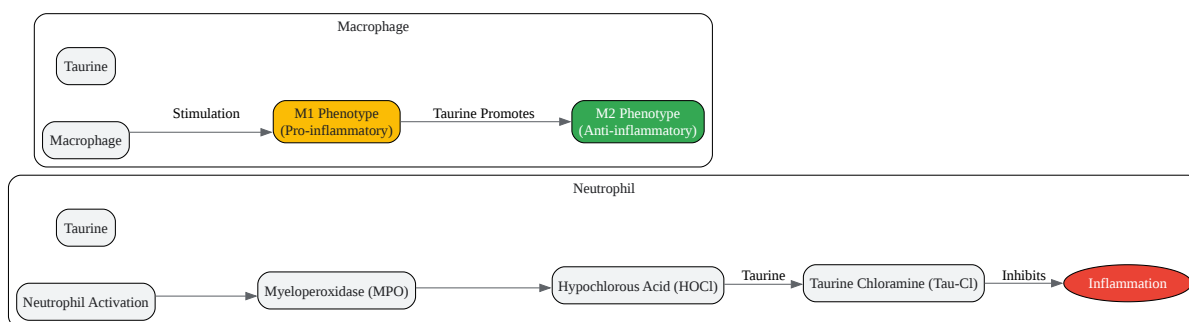 Macrophage
Taurine
Macrophage
Stimulation
M1 Phenotype
(Pro-inflammatory)
Taurine Promotes
M2 Phenotype
(Anti-inflammatory)
Neutrophil
Taurine
Neutrophil Activation
Myeloperoxidase (MPO)
Hypochlorous Acid (HOCl)
Taurine
Taurine Chloramine (Tau-Cl)
Inhibits
Inflammation